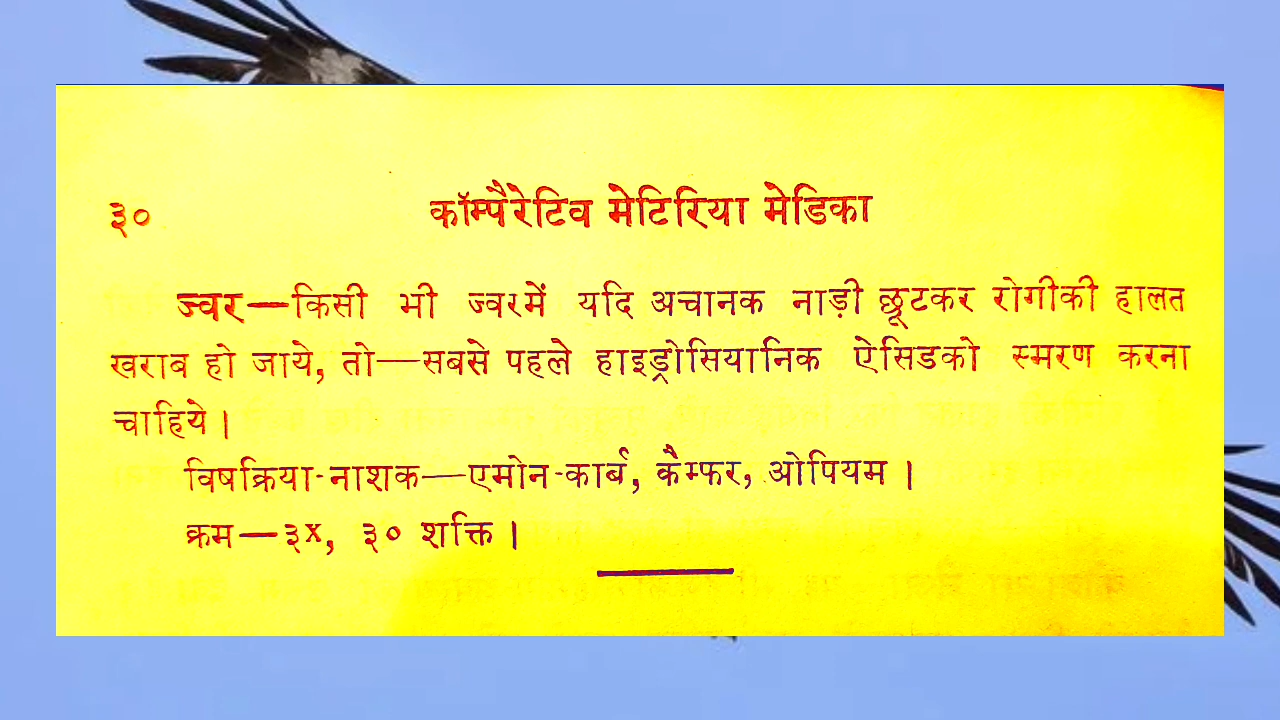 ३० कॉम्पैरेटिव मेटिरिया मेडिका
ज्वर—किसी भी ज्वरमें यदि अचानक नाड़ी छूटकर रोगीकी हालत
खराब हो जाये, तो—सबसे पहले हाइड्रोसियानिक ऐसिडको स्मरण करना
चाहिये।
विषक्रिया-नाशक—एमोन-कार्ब, कैम्फर, ओपियम।
क्रम—३x, ३० शक्ति।